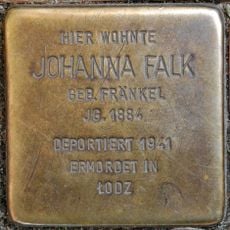 HIER WOHNTE
JOHANNA FALK
GEB. FRÄNKEL
JG. 1884
DEPORTIERT 1941
ERMORDET IN
ŁODZ